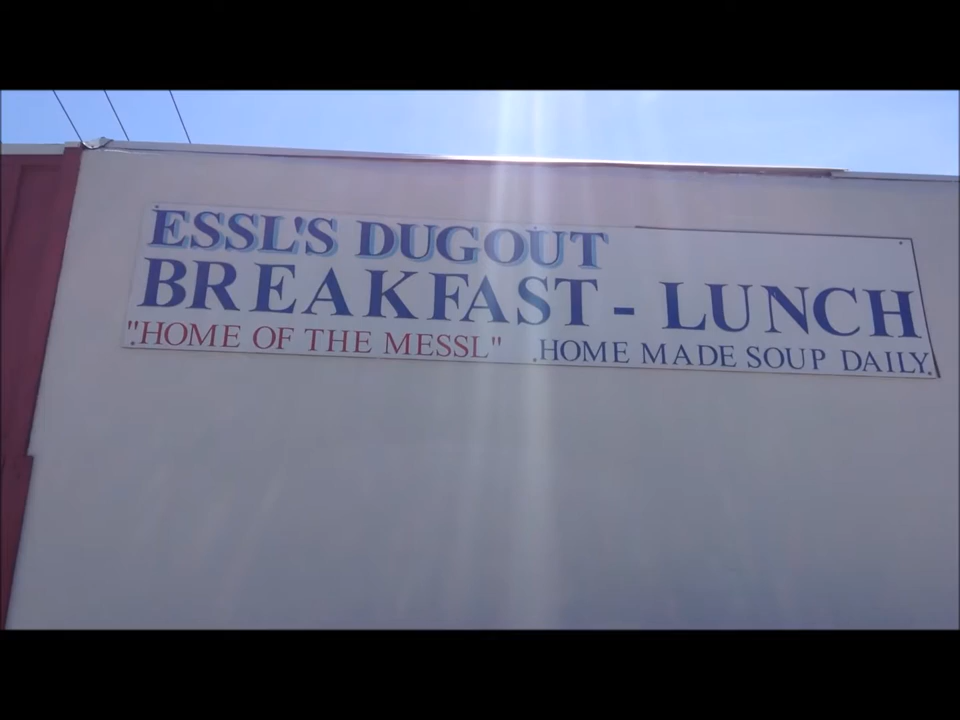 ESSL'S DUGOUT
BREAKFAST - LUNCH
"HOME OF THE MESSL" HOME MADE SOUP DAILY